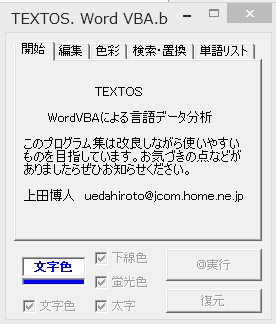 TEXTOS. Word VBA.b
開始 編集 色彩 検索・置換 単語リスト
TEXTOS
WordVBAによる言語データ分析
このプログラム集は改良しながら使いやすい
ものを目指しています。お気づきの点などが
ありましたらぜひお知らせください。
上田博人 uedahiroto@jcom.home.ne.jp
文字色
下線色
@実行
蛍光色
文字色
太字
復元